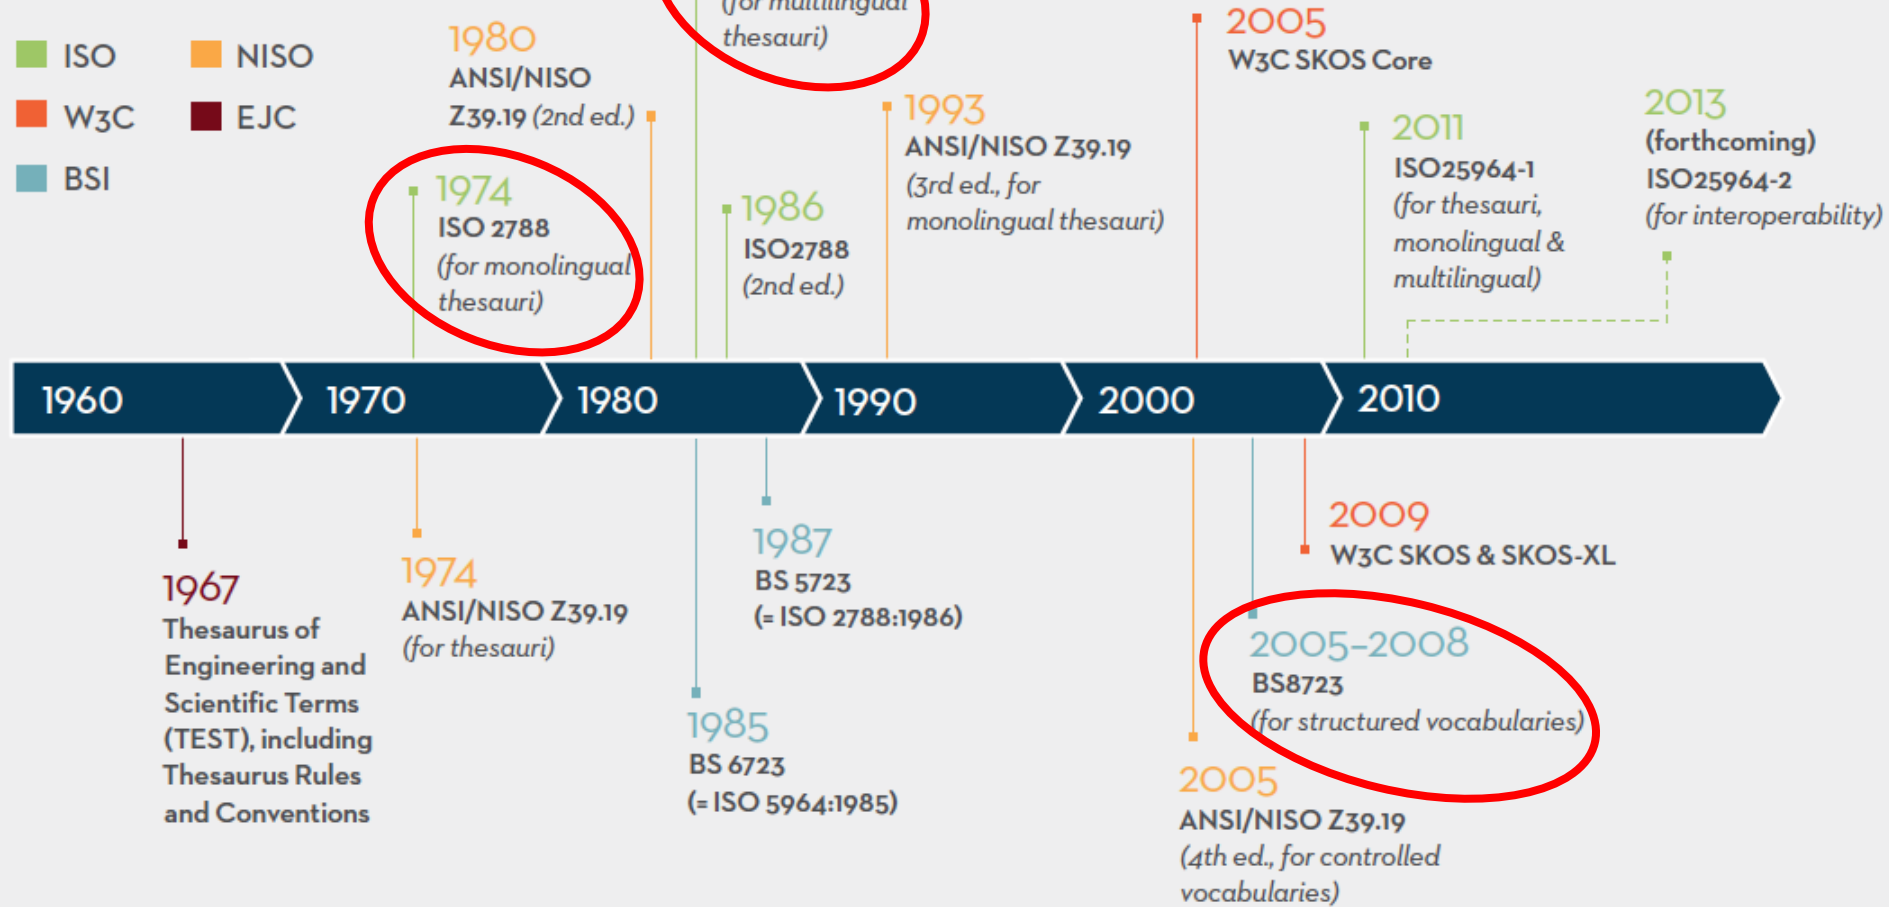 (for multilingual
thesauri)
ISO
NISO
W3C
EJC
BSI
1980
ANSI/NISO
Z39.19 (2nd ed.)
2005
W3C SKOS Core
1993
ANSI/NISO Z39.19
(3rd ed., for
monolingual thesauri)
2013
(forthcoming)
ISO25964-2
(for interoperability)
2011
ISO25964-1
(for thesauri,
monolingual &
multilingual)
1974
ISO 2788
(for monolingual
thesauri)
1986
ISO2788
(2nd ed.)
1960
1970
1980
1990
2000
2010
1967
Thesaurus of
Engineering and
Scientific Terms
(TEST), including
Thesaurus Rules
and Conventions
1974
ANSI/NISO Z39.19
(for thesauri)
1987
BS 5723
(= ISO 2788:1986)
1985
BS 6723
(= ISO 5964:1985)
2009
W3C SKOS & SKOS-XL
2005–2008
BS8723
(for structured vocabularies)
2005
ANSI/NISO Z39.19
(4th ed., for controlled
vocabularies)